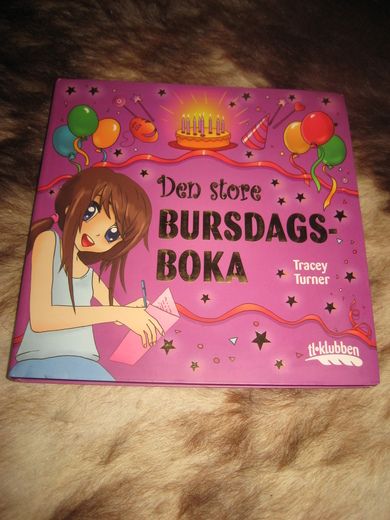 Den store
BURSDAGS-
BOKA
Tracey
Turner
tl•klubben